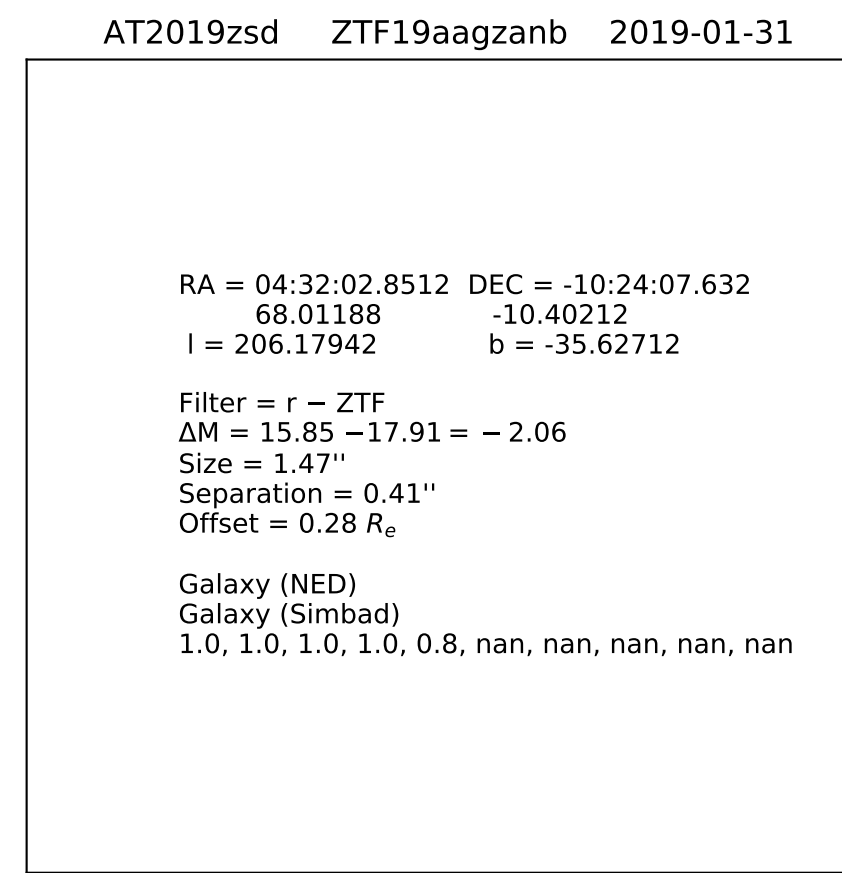 AT2019zsd ZTF19aagzanb 2019-01-31
RA = 04:32:02.8512 DEC = -10:24:07.632
68.01188 -10.40212
l = 206.17942 b = -35.62712
Filter = r − ZTF
ΔM = 15.85 −17.91 = − 2.06
Size = 1.47''
Separation = 0.41''
Offset = 0.28 Re
Galaxy (NED)
Galaxy (Simbad)
1.0, 1.0, 1.0, 1.0, 0.8, nan, nan, nan, nan, nan